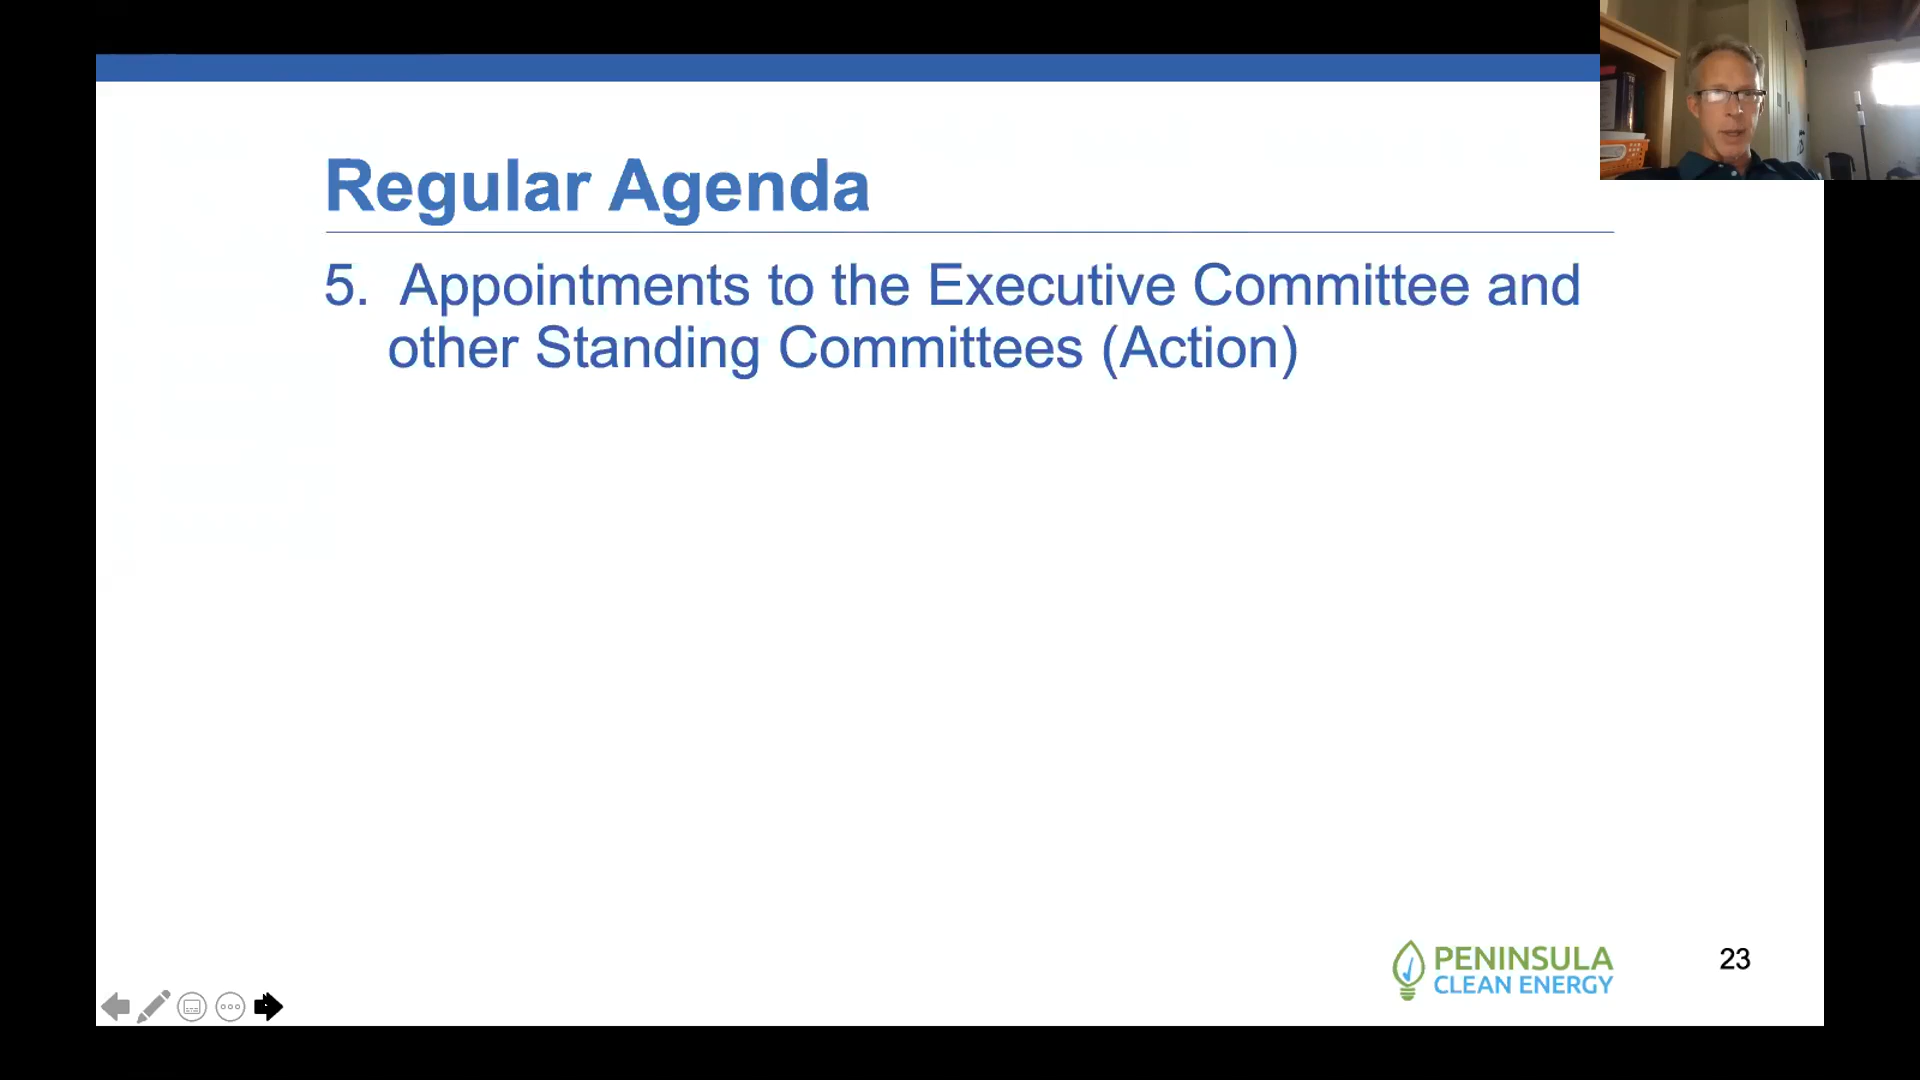 Regular Agenda
5. Appointments to the Executive Committee and
other Standing Committees (Action)
PENINSULA
CLEAN ENERGY
23